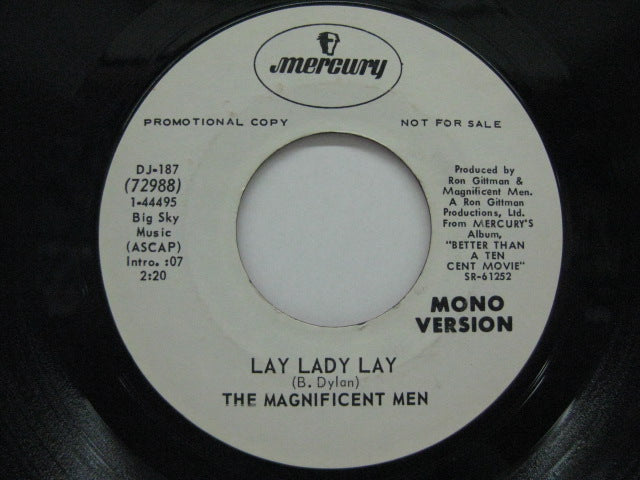 mercury
PROMOTIONAL COPY
NOT FOR SALE
DJ-187
(72988)
1-44495
Big Sky
Music
(ASCAP)
Intro. :07
2:20
Produced by
Ron Gittman &
Magnificent Men.
A Ron Gittman
Productions, Ltd.
From MERCURY'S
Album,
"BETTER THAN
A TEN
CENT MOVIE"
SR-61252
MONO
VERSION
LAY LADY LAY
(B. Dylan)
THE MAGNIFICENT MEN